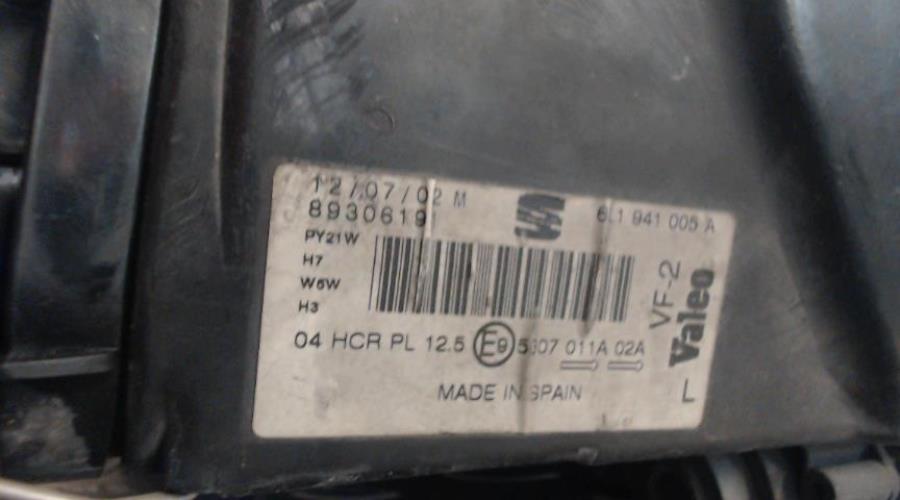 12/07/02 M
8930619
6L1 941 005 A
PY21W
H7
W5W
H3
VF-2
Valeo
04 HCR PL 12.5 E9 5307 011A 02A
MADE IN SPAIN
L